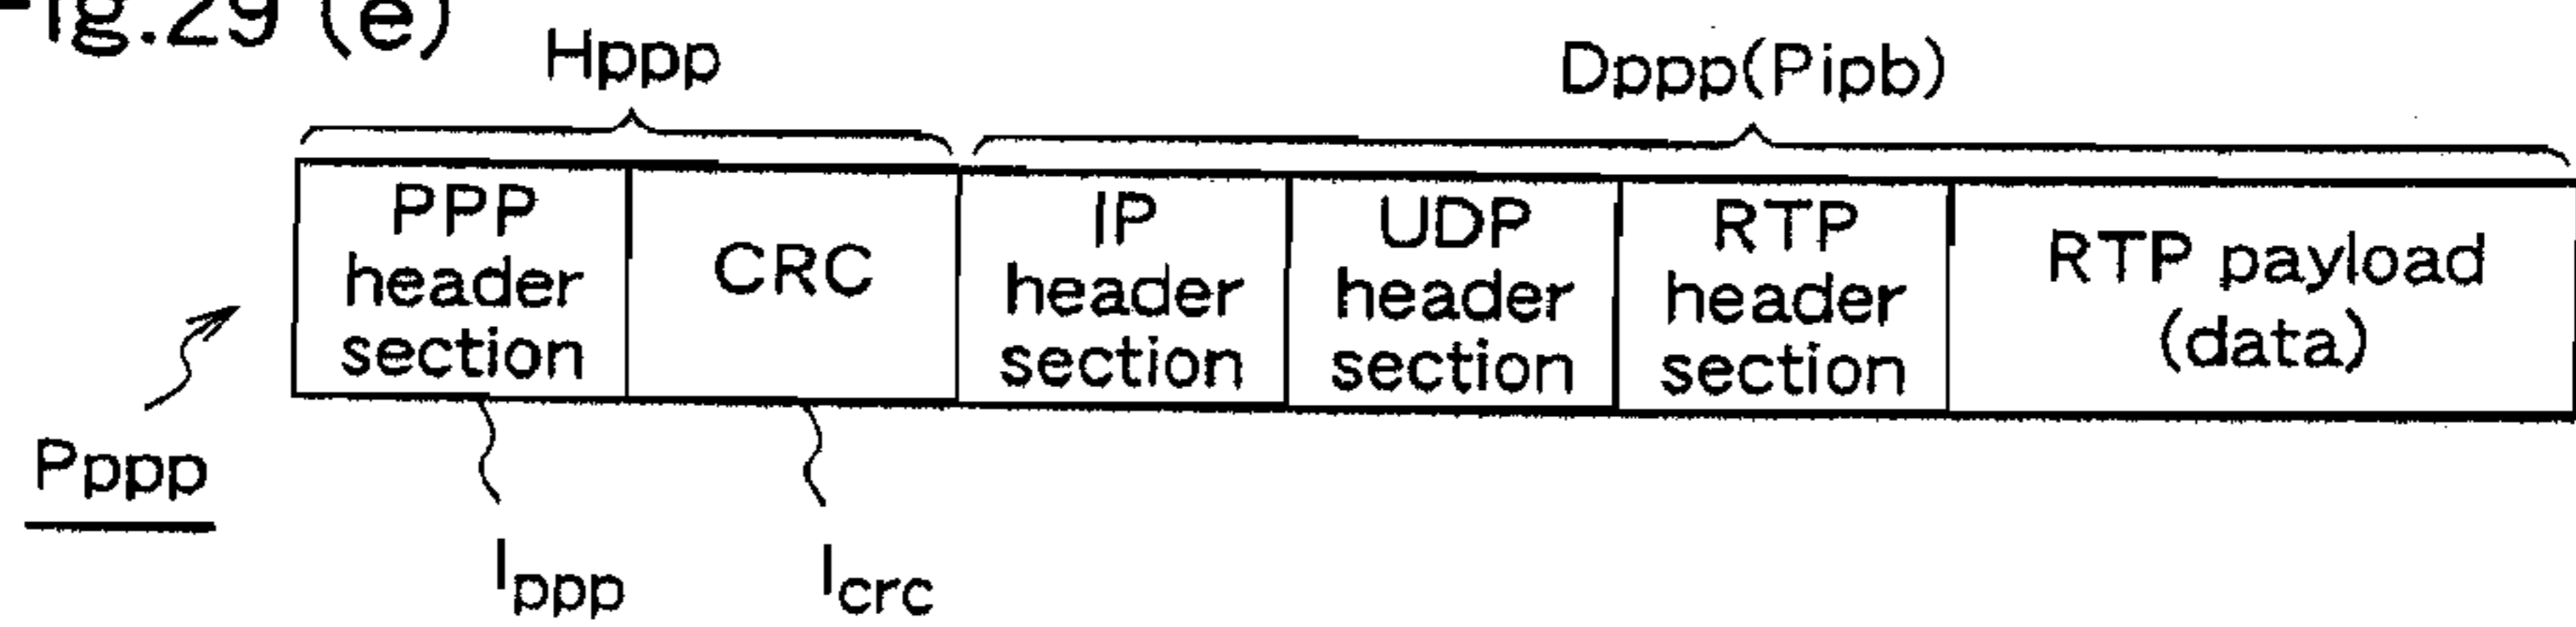 Fig.29 (e)
Hppp
Dppp(Pipb)
PPP
header
section
CRC
IP
header
section
UDP
header
section
RTP
header
section
RTP payload
(data)
Pppp
Ippp
Icrc